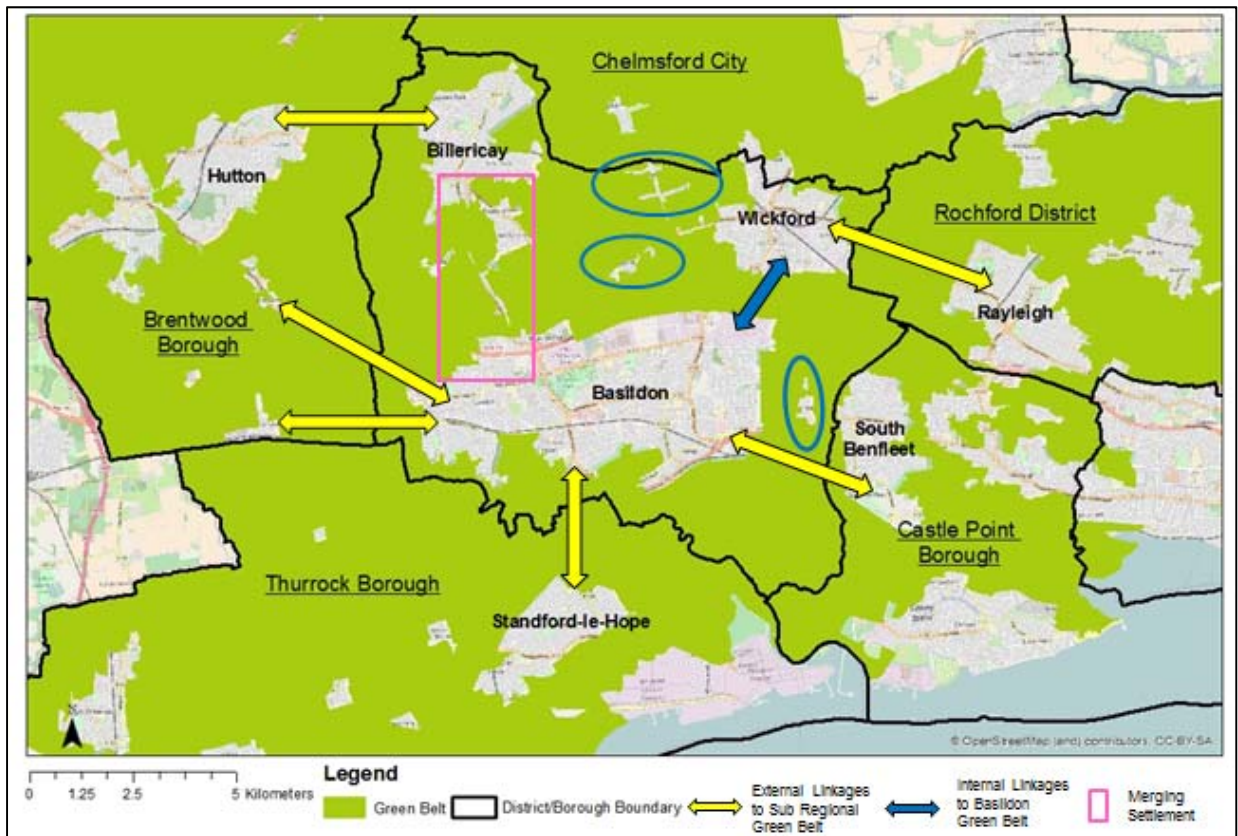 Chelmsford City
Billericay
Hutton
Wickford
Rochford District
Rayleigh
Brentwood
Borough
Basildon
South
Benfleet
Castle Point
Borough
Thurrock Borough
Standford-le-Hope
N
© OpenStreetMap (and) contributors, CC-BY-SA
Legend
0 1.25 2.5 5 Kilometers
Green Belt
District/Borough Boundary
External Linkages
to Sub Regional
Green Belt
Internal Linkages
to Basildon
Green Belt
Merging
Settlement